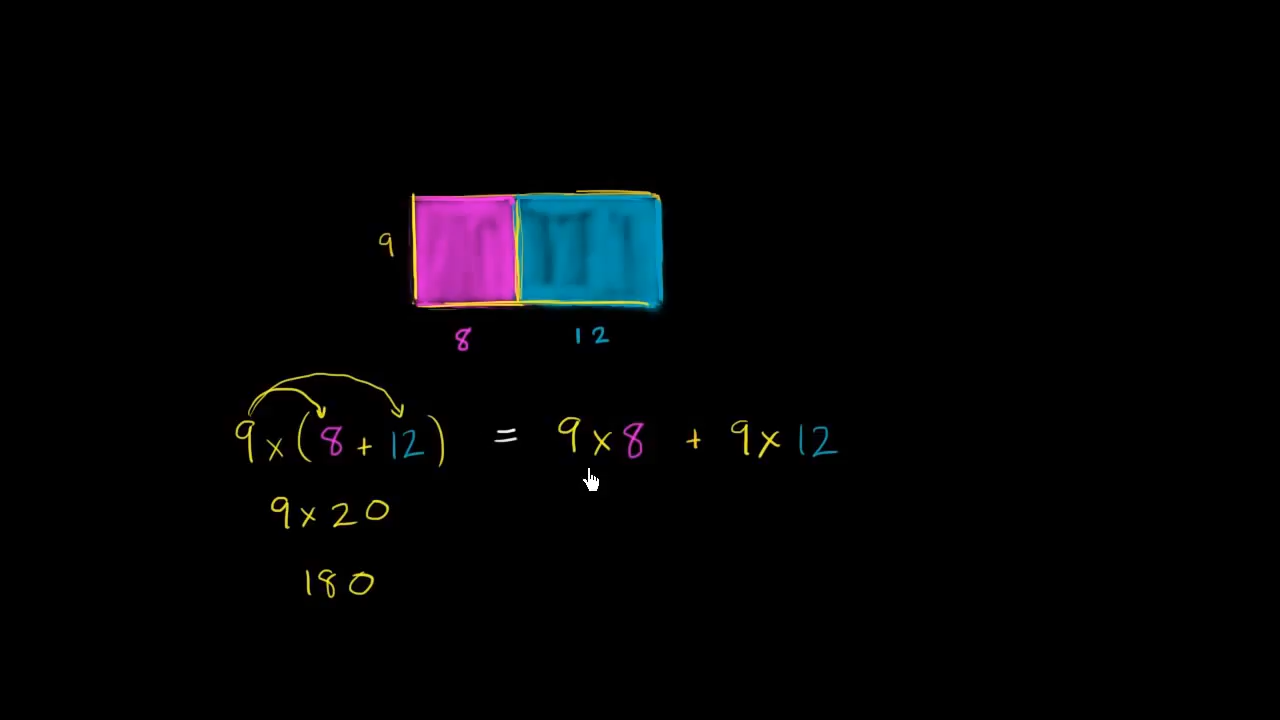 9
8 12
9 x (8 + 12) = 9 x 8 + 9 x 12
9 x 20
180